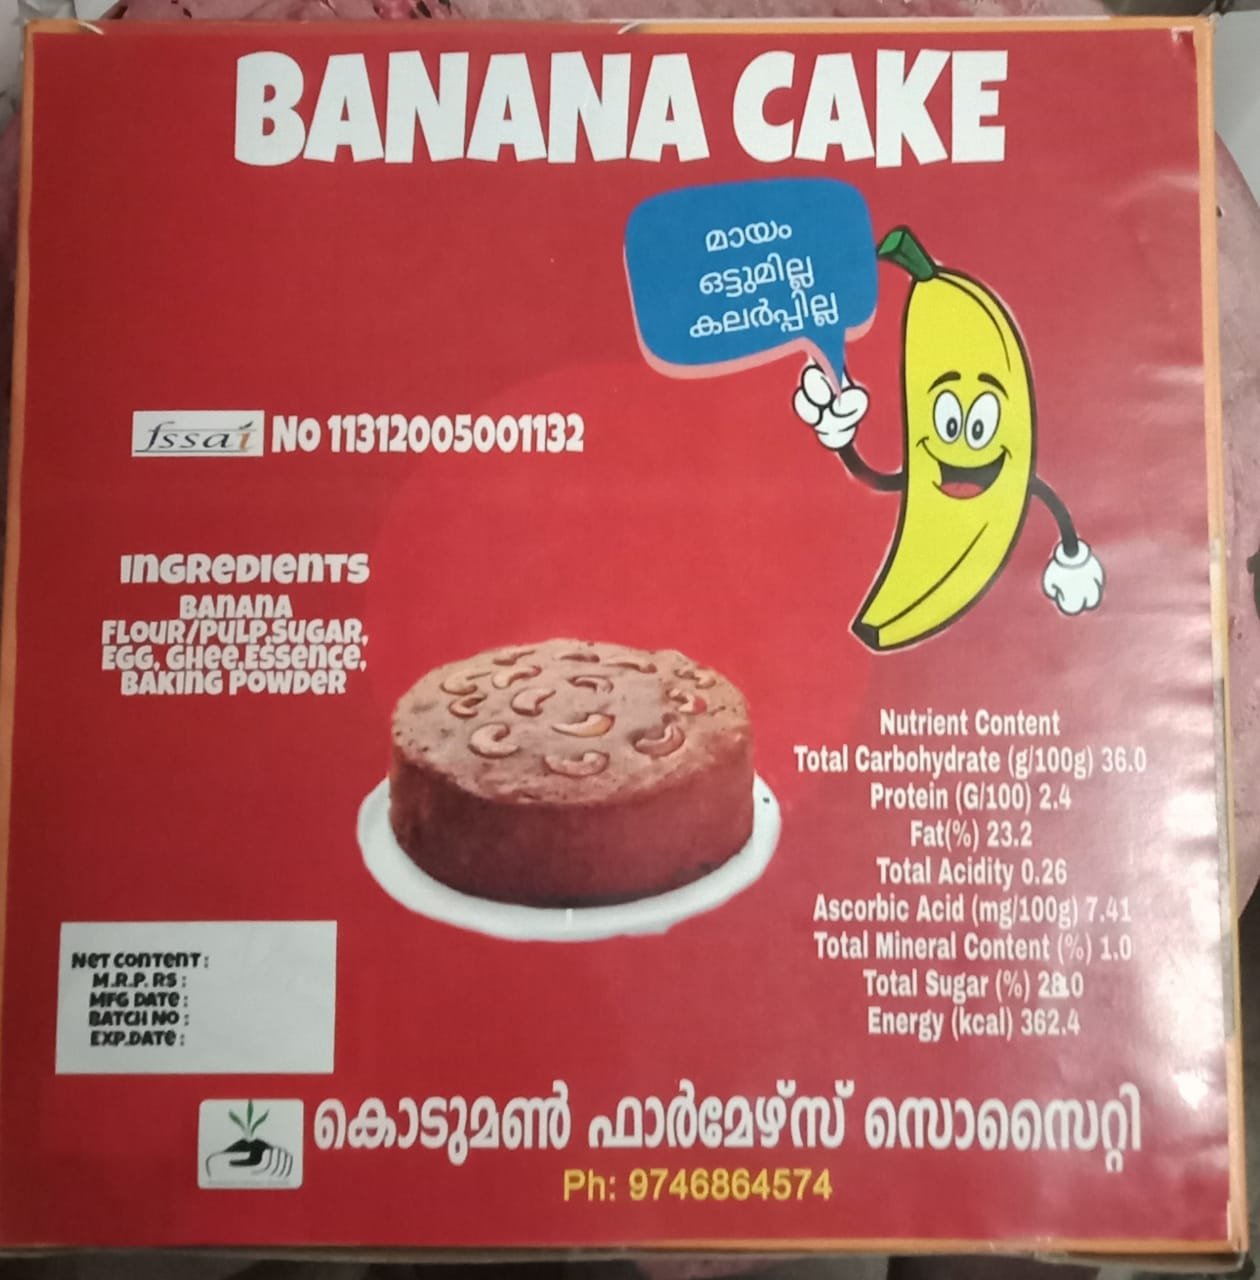 BANANA CAKE
മായം
ഒട്ടുമില്ല
കലർപ്പില്ല
fssai No 11312005001132
INGREDIENTS
BANANA
FLOUR/PULP,SUGAR,
EGG, GHEE,ESSENCE,
BAKING POWDER
Nutrient Content
Total Carbohydrate (g/100g) 36.0
Protein (G/100) 2.4
Fat(%) 23.2
Total Acidity 0.26
Ascorbic Acid (mg/100g) 7.41
Total Mineral Content (%) 1.0
Total Sugar (%)
Energy (kcal) 362.4
NET CONTENT :
M.R.P. RS :
MFG DATE :
BATCH NO :
EXP.DATE :
കൊടുമൺ ഫാർമേഴ്സ് സൊസൈറ്റി
Ph: 9746864574